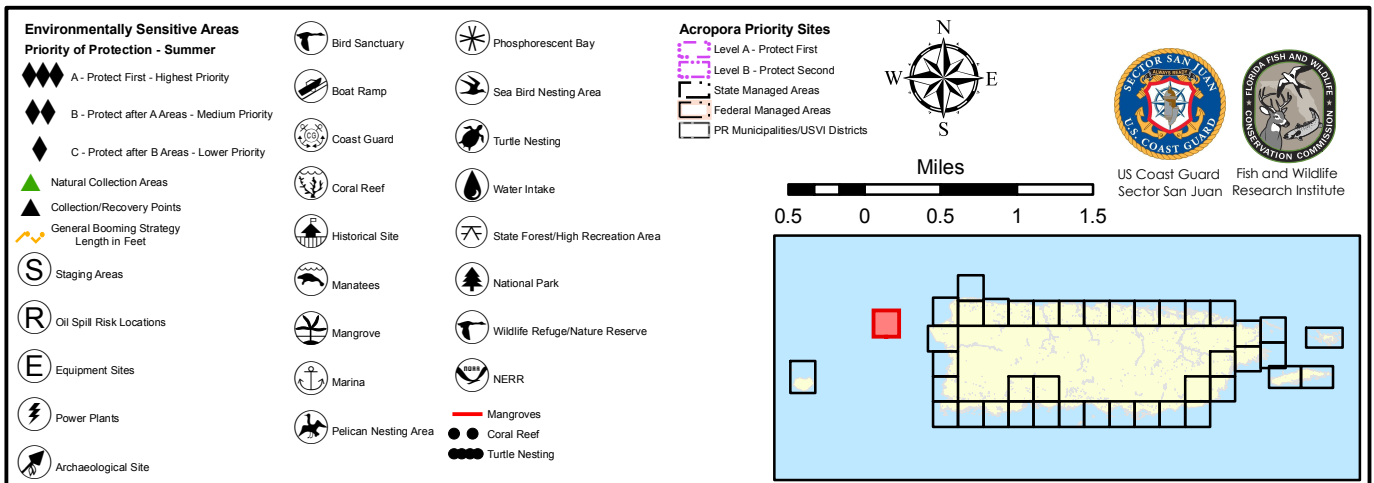 Environmentally Sensitive Areas
Priority of Protection - Summer
A - Protect First - Highest Priority
B - Protect after A Areas - Medium Priority
C - Protect after B Areas - Lower Priority
Natural Collection Areas
Collection/Recovery Points
General Booming Strategy
Length in Feet
S Staging Areas
R Oil Spill Risk Locations
E Equipment Sites
Power Plants
Archaeological Site
Bird Sanctuary
Boat Ramp
CG Coast Guard
Coral Reef
Historical Site
Manatees
Mangrove
Marina
Pelican Nesting Area
Phosphorescent Bay
Sea Bird Nesting Area
Turtle Nesting
Water Intake
State Forest/High Recreation Area
National Park
Wildlife Refuge/Nature Reserve
NERR
Mangroves
Coral Reef
Turtle Nesting
Acropora Priority Sites
Level A - Protect First
Level B - Protect Second
State Managed Areas
Federal Managed Areas
PR Municipalities/USVI Districts
N
W E
S
SECTOR SAN JUAN
ALWAYS READY
U.S. COAST GUARD
US Coast Guard
Sector San Juan
FLORIDA FISH AND WILDLIFE
CONSERVATION COMMISSION
Fish and Wildlife
Research Institute
Miles
0.5 0 0.5 1 1.5